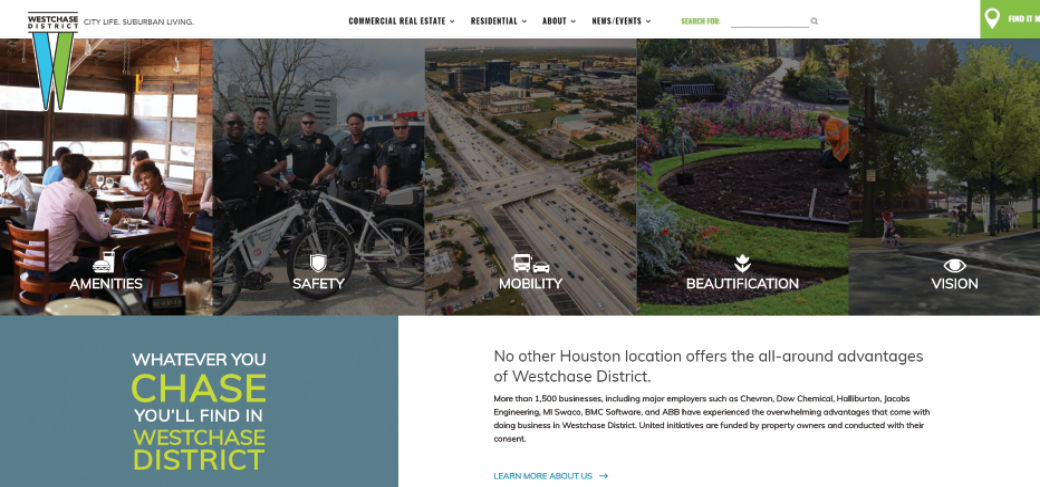 WESTCHASE
DISTRICT
CITY LIFE. SUBURBAN LIVING.
COMMERCIAL REAL ESTATE
RESIDENTIAL
ABOUT
NEWS/EVENTS
SEARCH FOR:
FIND IT
AMENITIES
SAFETY
MOBILITY
BEAUTIFICATION
VISION
WHATEVER YOU
CHASE
YOU'LL FIND IN
WESTCHASE
DISTRICT
No other Houston location offers the all-around advantages
of Westchase District.
More than 1,500 businesses, including major employers such as Chevron, Dow Chemical, Halliburton, Jacobs
Engineering, MI Swaco, BMC Software, and ABB have experienced the overwhelming advantages that come with
doing business in Westchase District. United initiatives are funded by property owners and conducted with their
consent.
LEARN MORE ABOUT US →